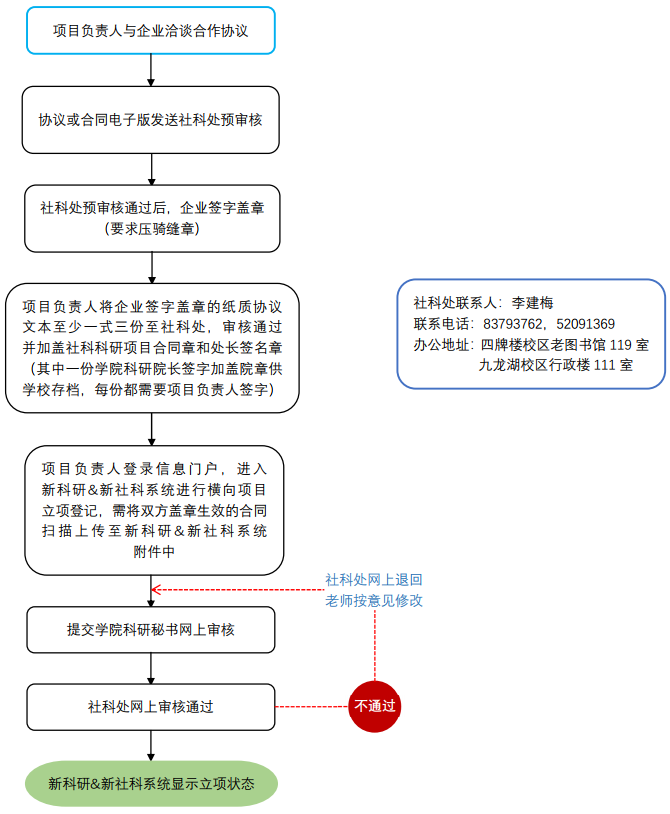 项目负责人与企业洽谈合作协议
协议或合同电子版发送社科处预审核
社科处预审核通过后，企业签字盖章
（要求压骑缝章）
项目负责人将企业签字盖章的纸质协议
文本至少一式三份至社科处，审核通过
并加盖社科科研项目合同章和处长签名章
（其中一份学院科研院长签字加盖院章供
学校存档，每份都需要项目负责人签字）
社科处联系人：李建梅
联系电话：83793762，52091369
办公地址：四牌楼校区老图书馆 119 室
九龙湖校区行政楼 111 室
项目负责人登录信息门户，进入
新科研&新社科系统进行横向项目
立项登记，需将双方盖章生效的合同
扫描上传至新科研&新社科系统
附件中
社科处网上退回
老师按意见修改
提交学院科研秘书网上审核
社科处网上审核通过
不通过
新科研&新社科系统显示立项状态